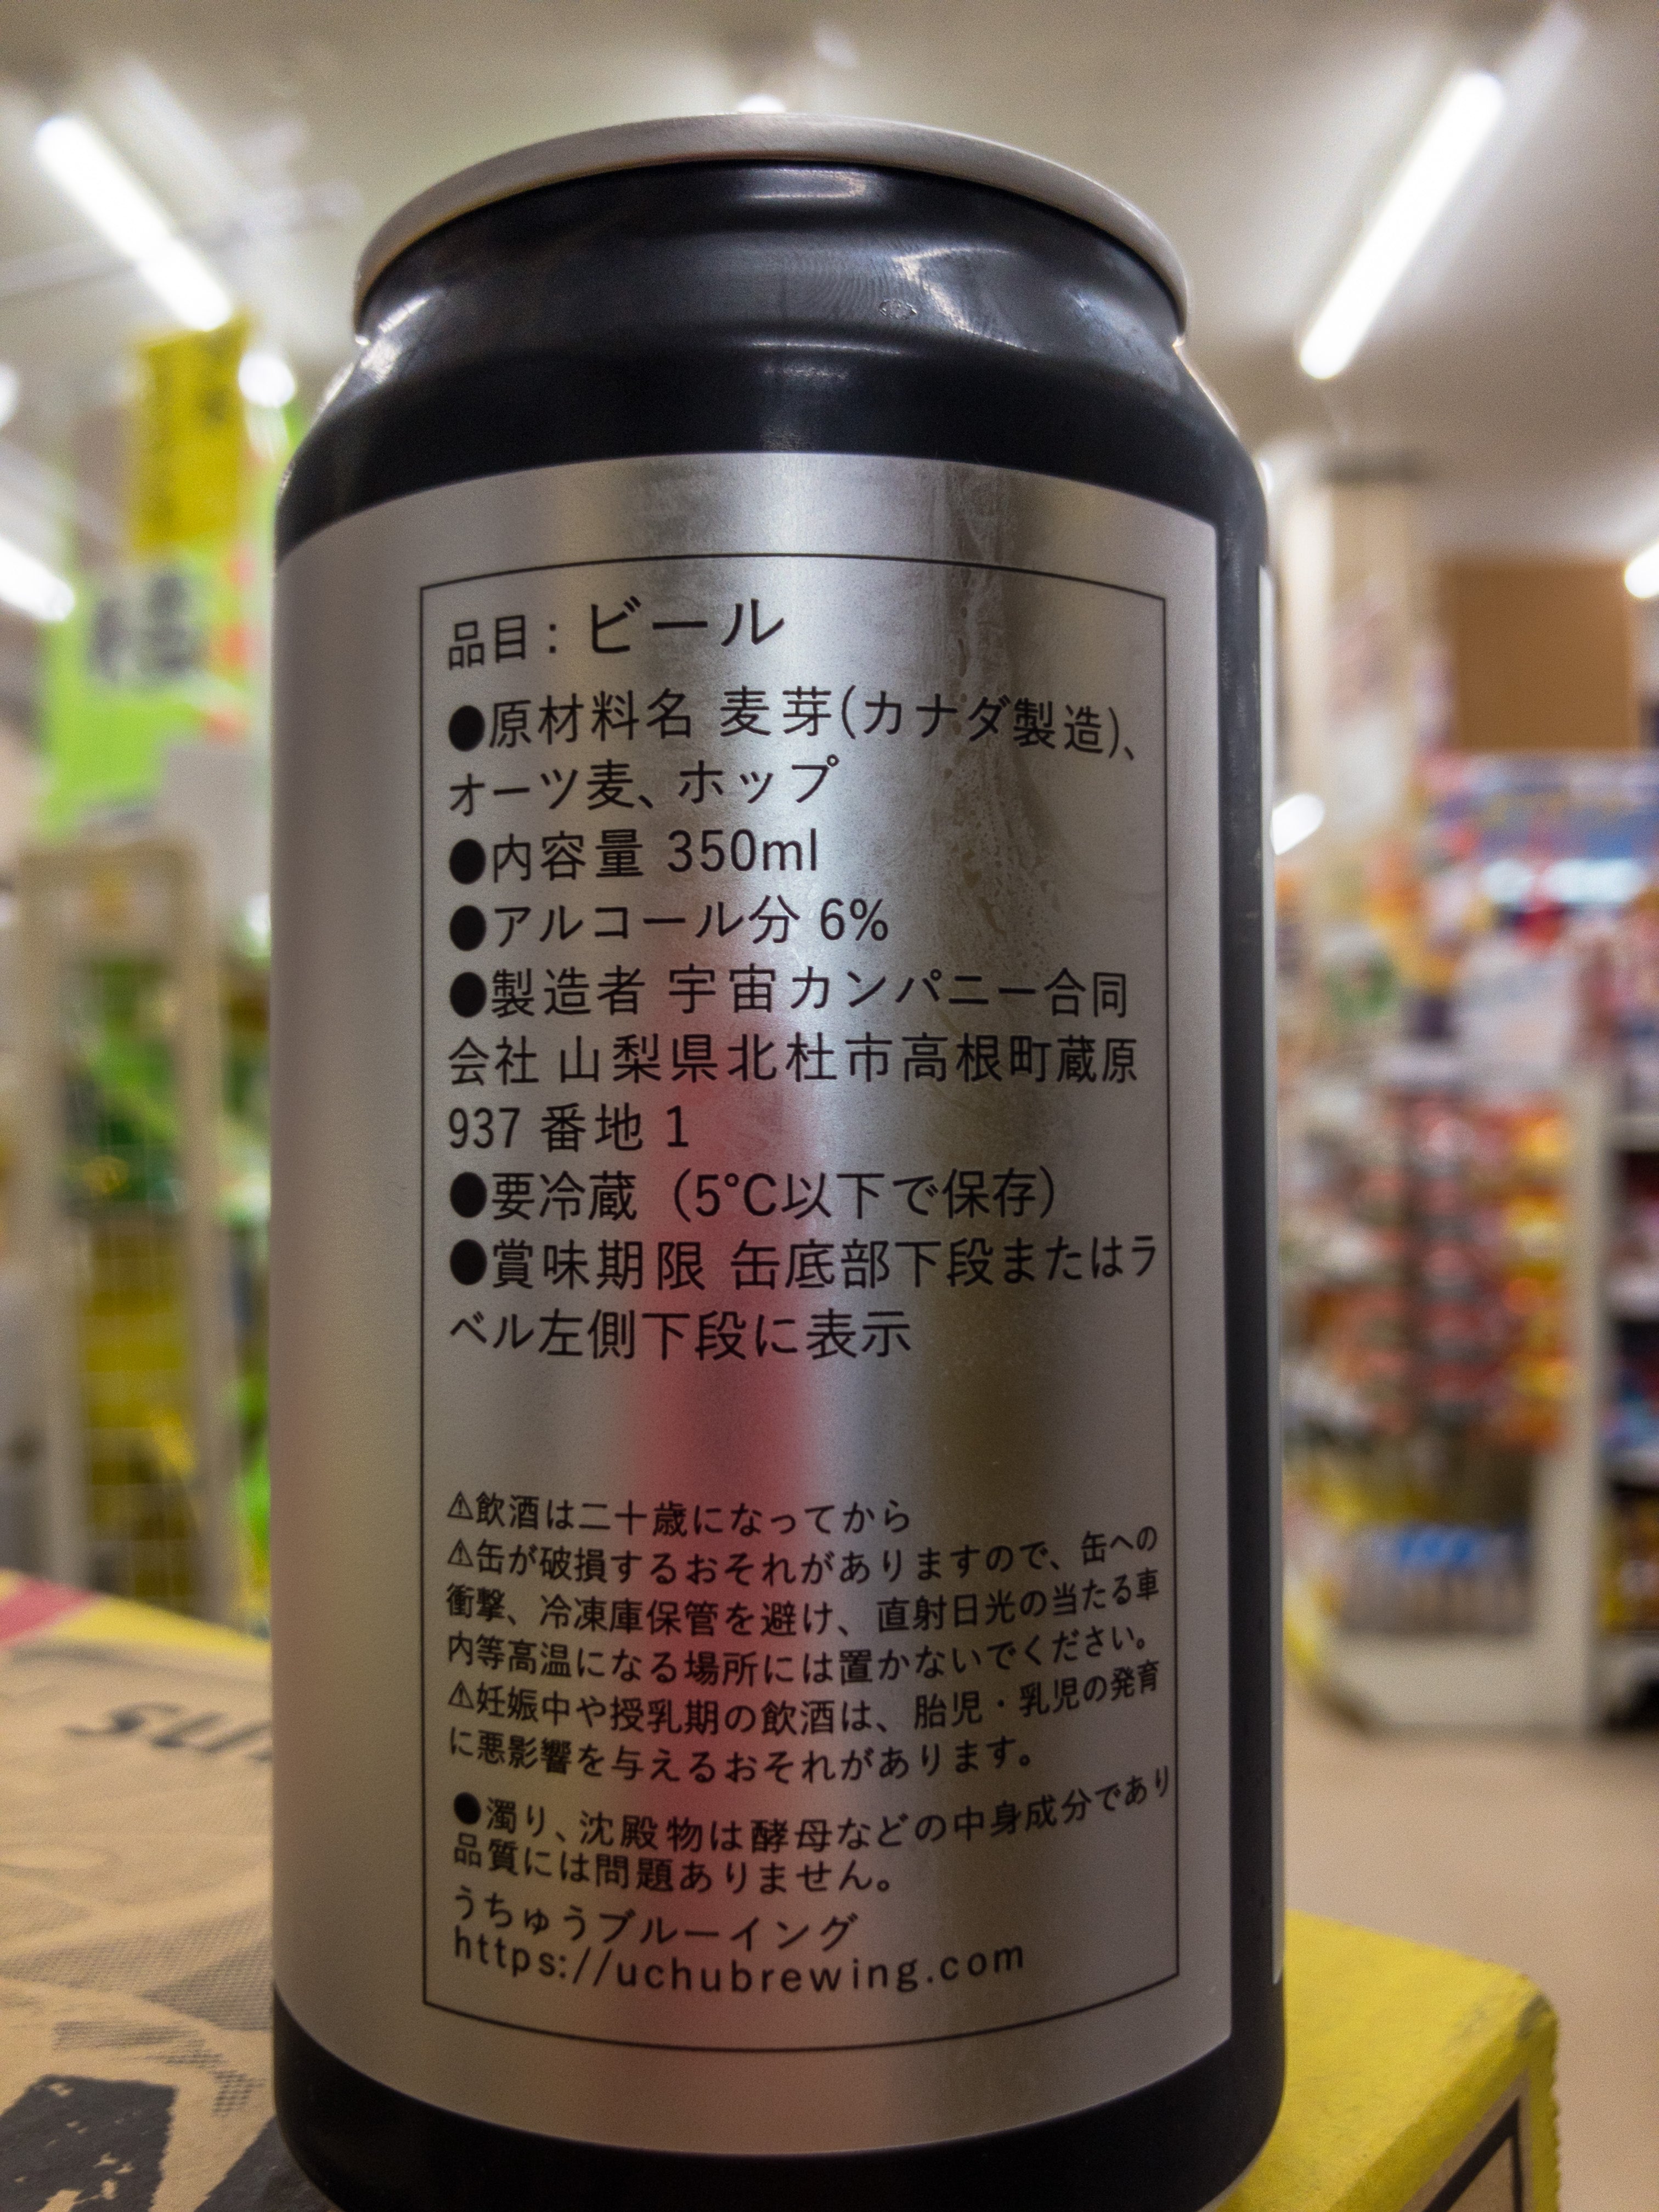 品目: ビール
●原材料名 麦芽(カナダ製造)、
オーツ麦、ホップ
●内容量 350ml
●アルコール分 6%
●製造者 宇宙カンパニー合同
会社 山梨県北杜市高根町蔵原
937 番地 1
●要冷蔵（5℃以下で保存）
●賞味期限 缶底部下段またはラ
ベル左側下段に表示
⚠飲酒は二十歳になってから
⚠缶が破損するおそれがありますので、缶への
衝撃、冷凍庫保管を避け、直射日光の当たる車
内等高温になる場所には置かないでください。
⚠妊娠中や授乳期の飲酒は、胎児・乳児の発育
に悪影響を与えるおそれがあります。
●濁り、沈殿物は酵母などの中身成分であり
品質には問題ありません。
うちゅうブルーイング
https://uchubrewing.com